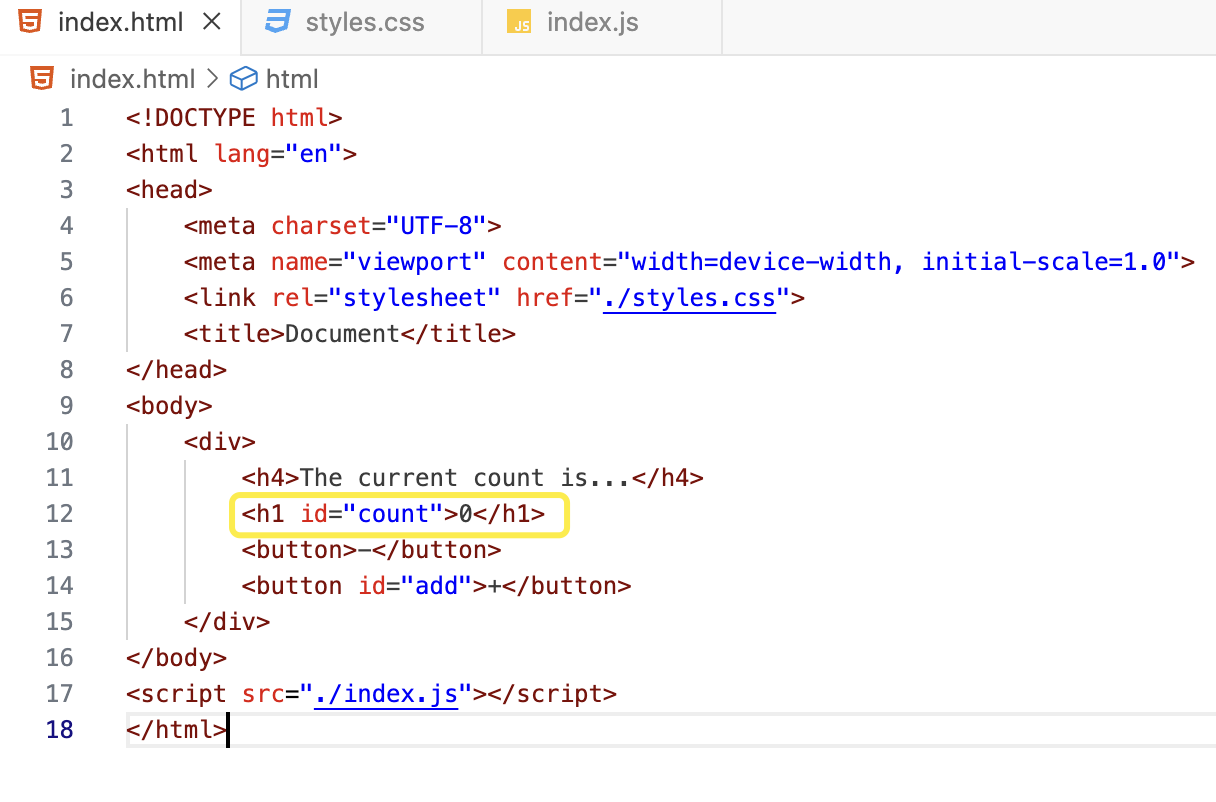 index.html × styles.css JS index.js
index.html > html
1 <!DOCTYPE html>
2 <html lang="en">
3 <head>
4     <meta charset="UTF-8">
5     <meta name="viewport" content="width=device-width, initial-scale=1.0">
6     <link rel="stylesheet" href="./styles.css">
7     <title>Document</title>
8 </head>
9 <body>
10     <div>
11         <h4>The current count is...</h4>
12         <h1 id="count">0</h1>
13         <button>-</button>
14         <button id="add">+</button>
15     </div>
16 </body>
17 <script src="./index.js"></script>
18 </html>